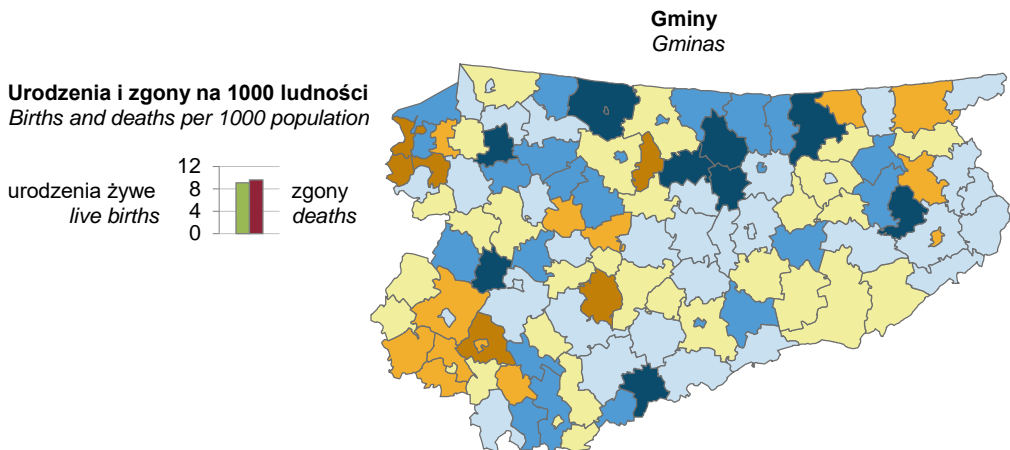 Gminy
Gminas
Urodzenia i zgony na 1000 ludności
Births and deaths per 1000 population
12
8
4
0
urodzenia żywe
live births
zgony
deaths